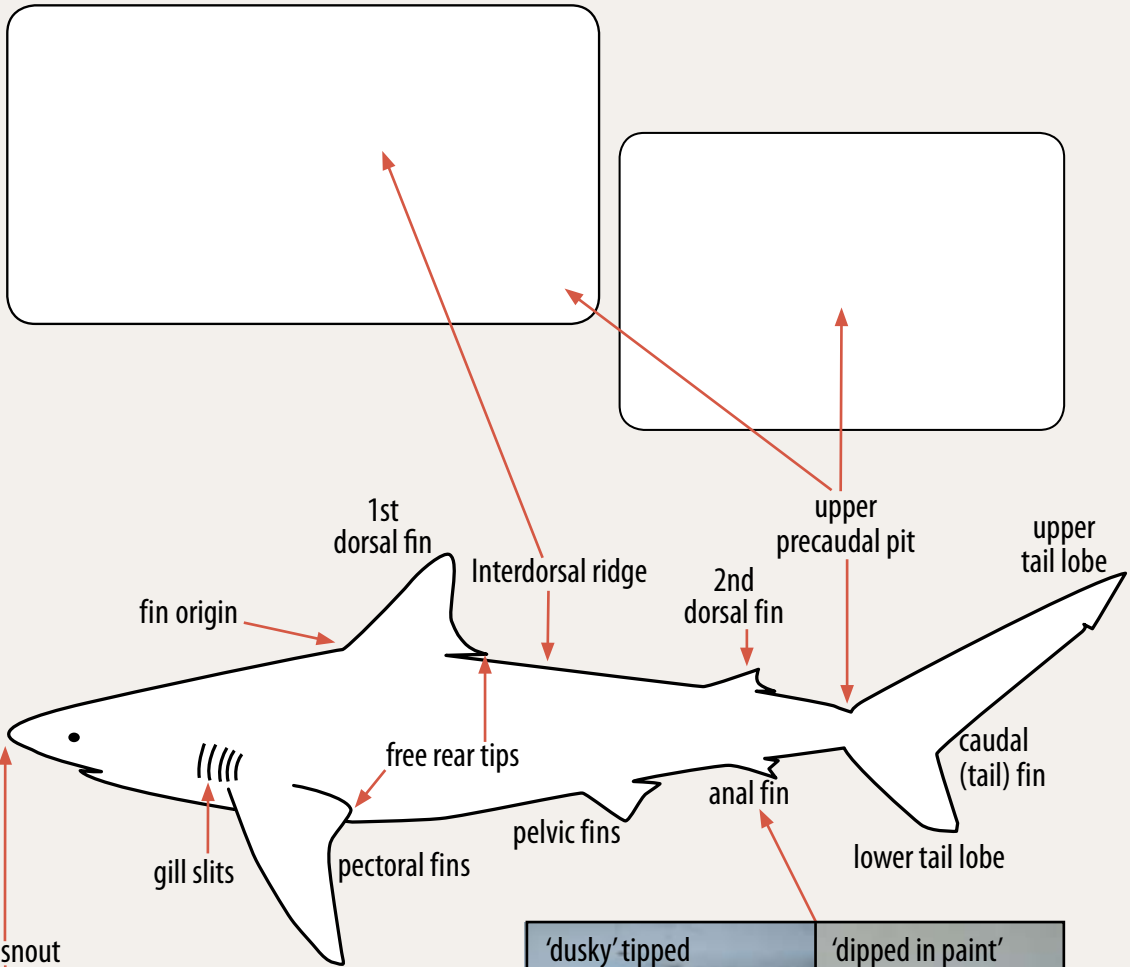 1st
dorsal fin
upper
precaudal pit
upper
tail lobe
Interdorsal ridge
2nd
dorsal fin
fin origin
free rear tips
caudal
(tail) fin
anal fin
pelvic fins
lower tail lobe
gill slits
pectoral fins
snout
'dusky' tipped
'dipped in paint'